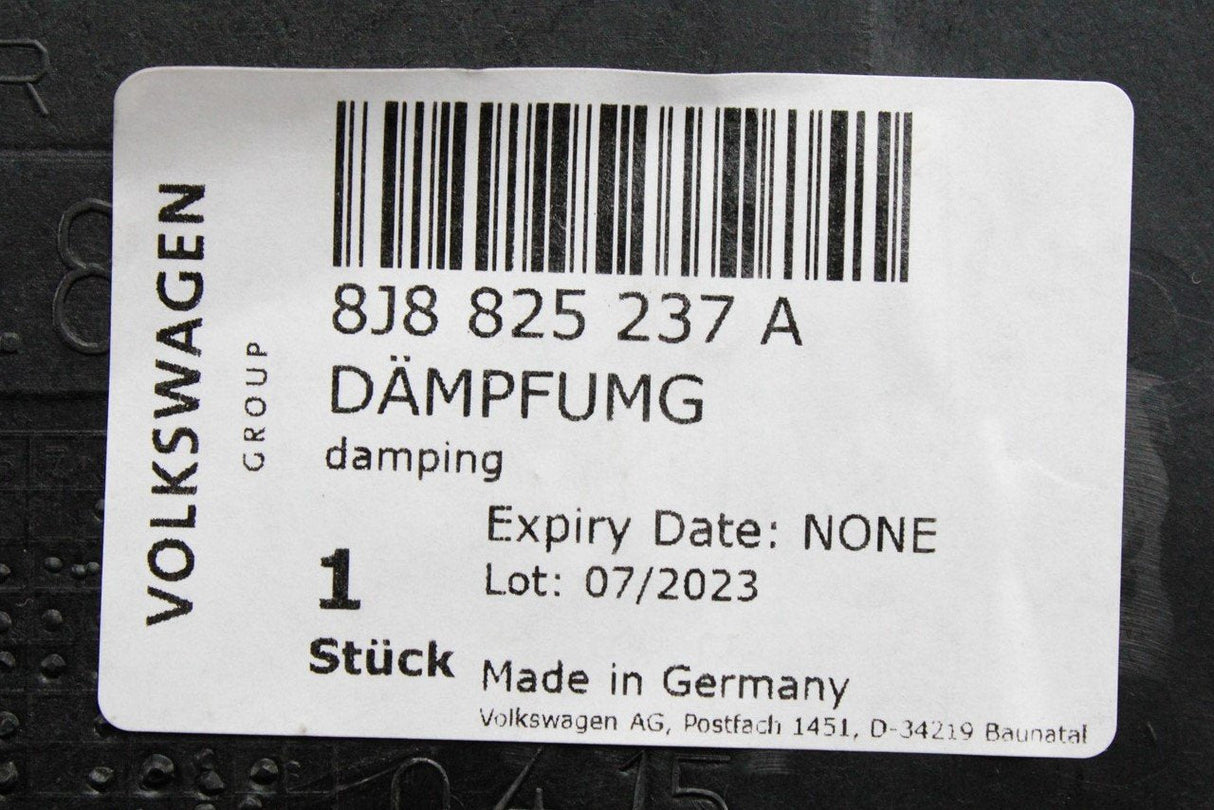 VOLKSWAGEN
GROUP
8J8 825 237 A
DÄMPFUMG
damping
Expiry Date: NONE
Lot: 07/2023
1
Stück
Made in Germany
Volkswagen AG, Postfach 1451, D-34219 Baunatal
R
.8